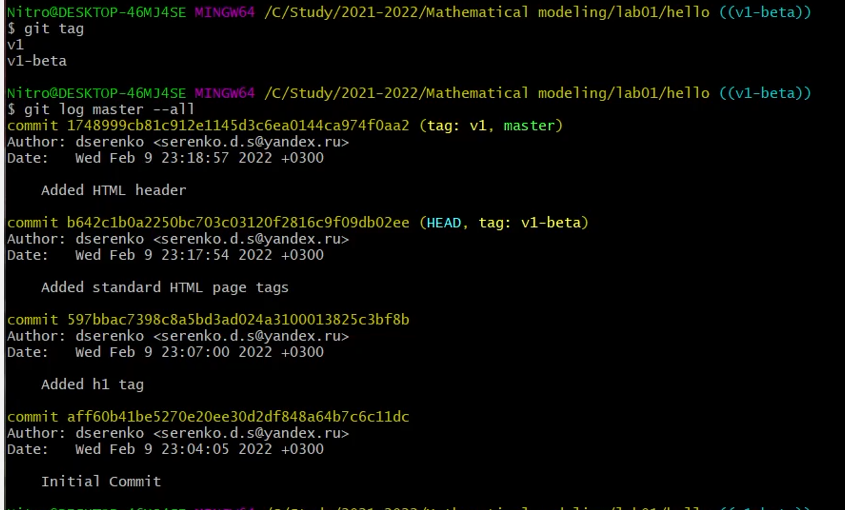 Nitro@DESKTOP-46MJ4SE MINGW64 /C/Study/2021-2022/Mathematical modeling/lab01/hello ((v1-beta))
$ git tag
v1
v1-beta
Nitro@DESKTOP-46MJ4SE MINGW64 /C/Study/2021-2022/Mathematical modeling/lab01/hello ((v1-beta))
$ git log master --all
commit 1748999cb81c912e1145d3c6ea0144ca974f0aa2 (tag: v1, master)
Author: dserenko <serenko.d.s@yandex.ru>
Date:   Wed Feb 9 23:18:57 2022 +0300
    Added HTML header
commit b642c1b0a2250bc703c03120f2816c9f09db02ee (HEAD, tag: v1-beta)
Author: dserenko <serenko.d.s@yandex.ru>
Date:   Wed Feb 9 23:17:54 2022 +0300
    Added standard HTML page tags
commit 597bbac7398c8a5bd3ad024a3100013825c3bf8b
Author: dserenko <serenko.d.s@yandex.ru>
Date:   Wed Feb 9 23:07:00 2022 +0300
    Added h1 tag
commit aff60b41be5270e20ee30d2df848a64b7c6c11dc
Author: dserenko <serenko.d.s@yandex.ru>
Date:   Wed Feb 9 23:04:05 2022 +0300
    Initial Commit